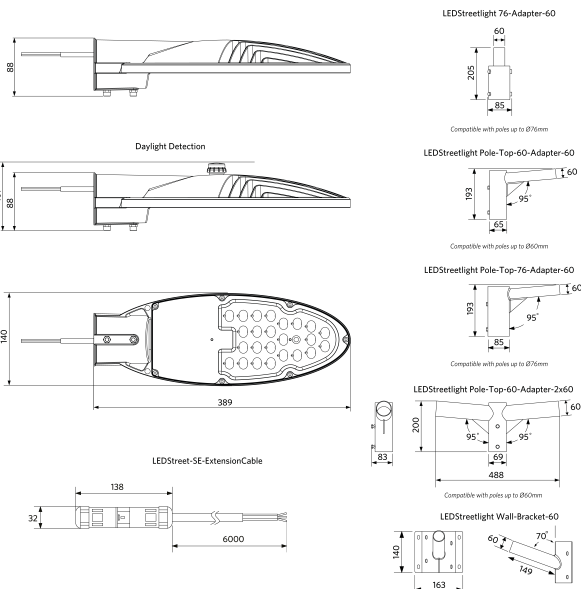 88
Daylight Detection
88
140
389
LEDStreet-SE-ExtensionCable
138
32
6000
LEDStreetlight 76-Adapter-60
60
205
85
Compatible with poles up to Ø76mm
LEDStreetlight Pole-Top-60-Adapter-60
60
193
95°
65
Compatible with poles up to Ø60mm
LEDStreetlight Pole-Top-76-Adapter-60
60
193
95°
85
Compatible with poles up to Ø76mm
LEDStreetlight Pole-Top-60-Adapter-2x60
60
200
95°
95°
83
69
488
Compatible with poles up to Ø60mm
LEDStreetlight Wall-Bracket-60
60
70°
140
149
163